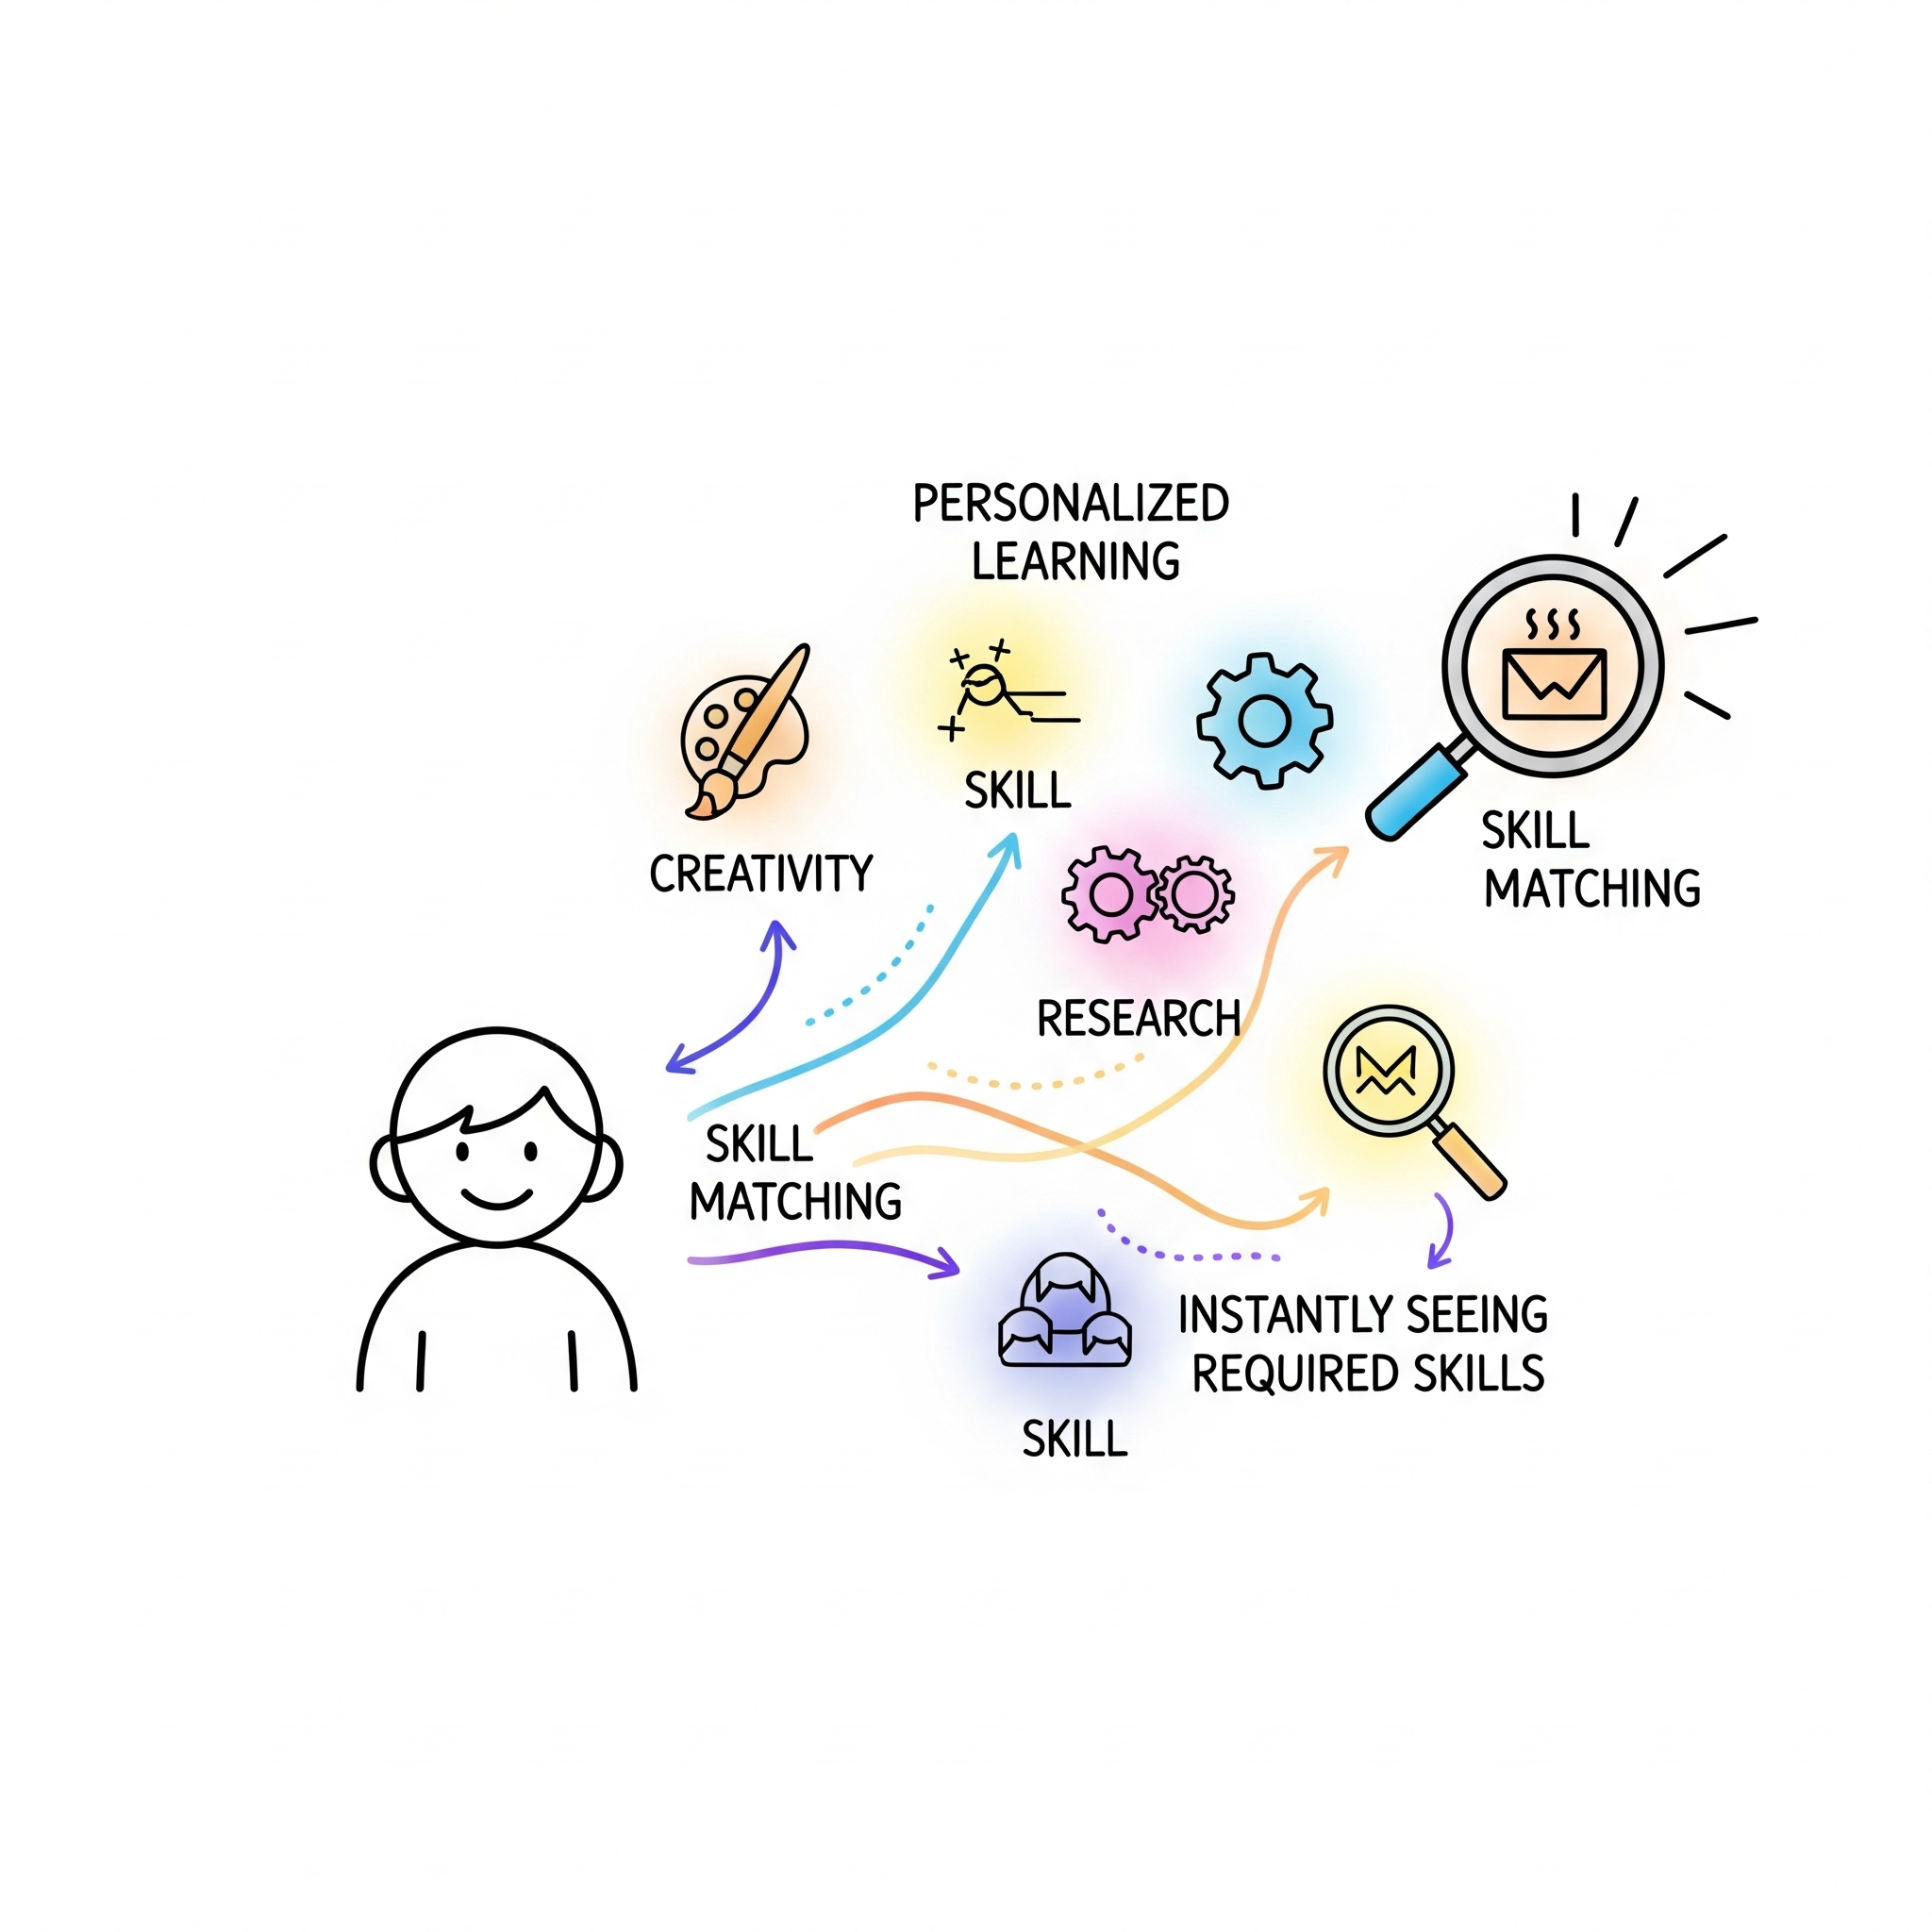 PERSONALIZED
LEARNING
SKILL
CREATIVITY
SKILL
MATCHING
RESEARCH
SKILL
MATCHING
INSTANTLY SEEING
REQUIRED SKILLS
SKILL